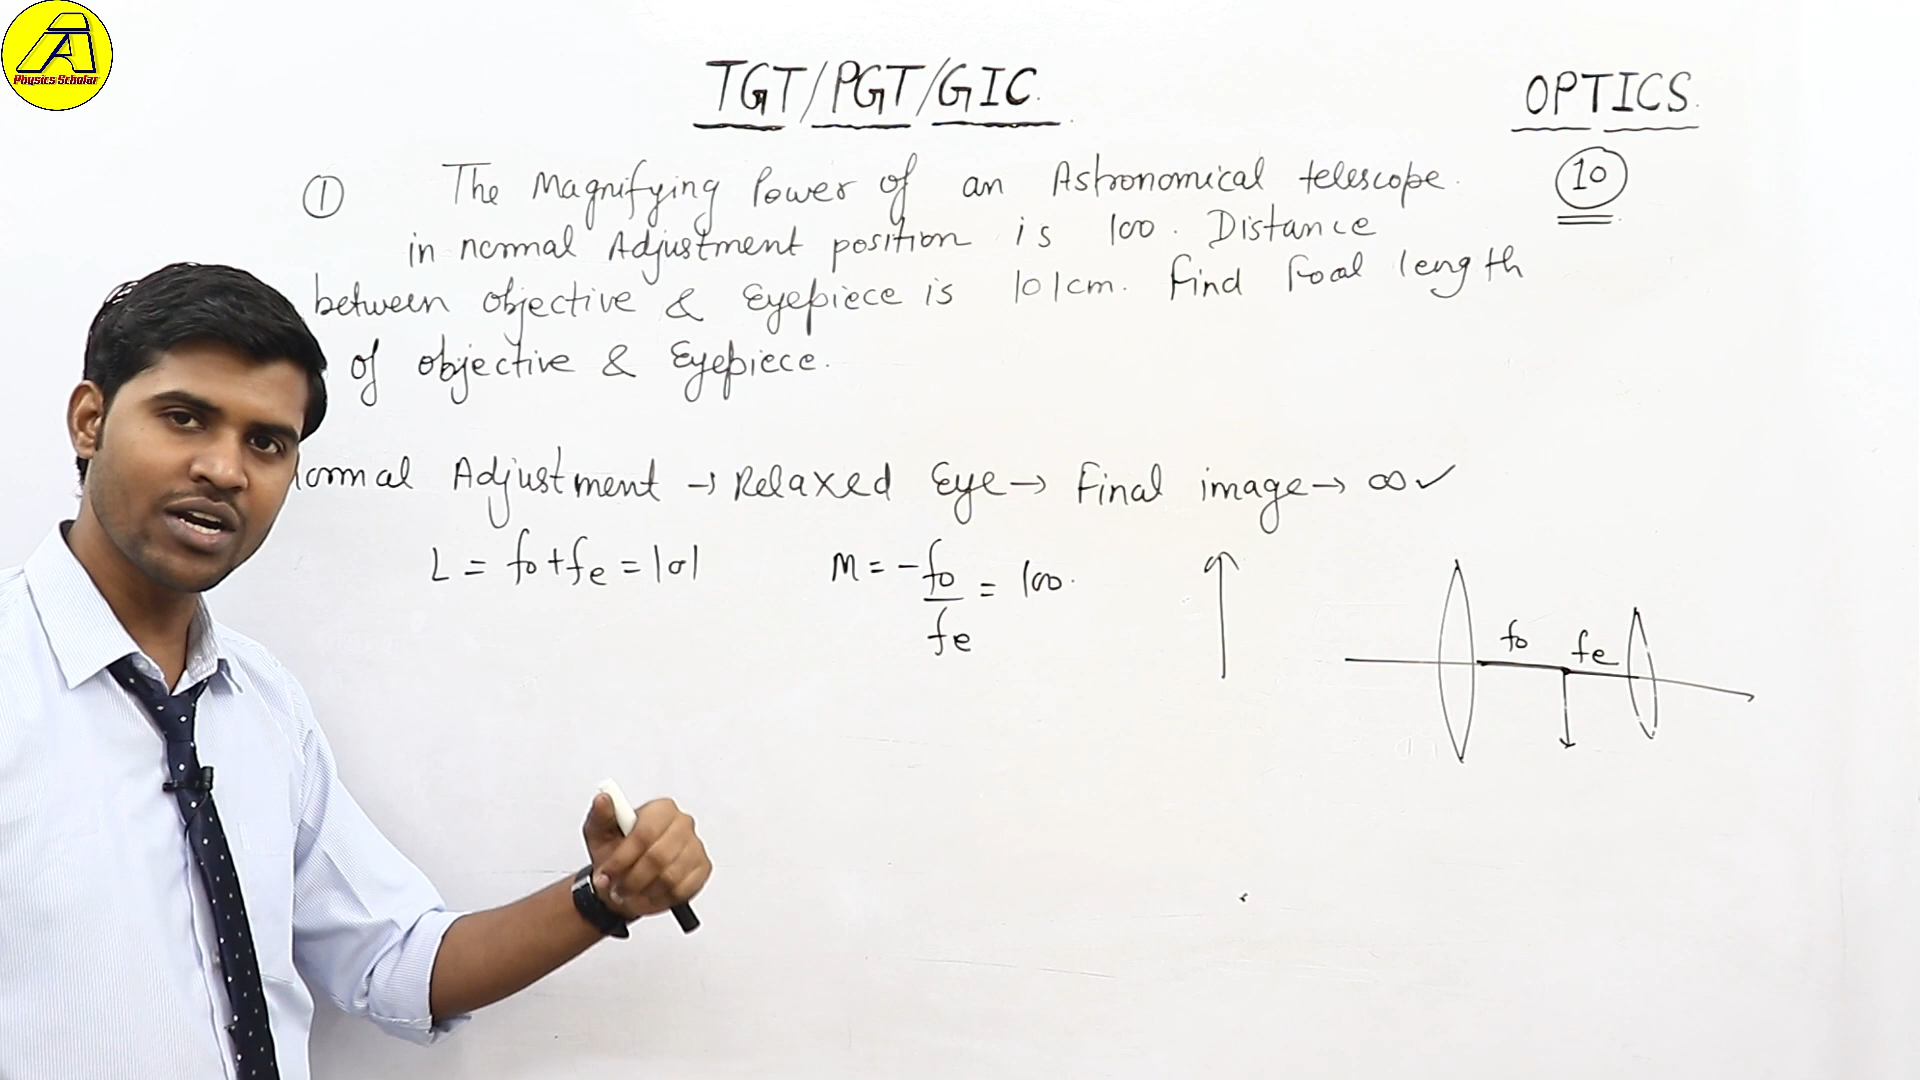 A
Physics Scholar
TGT/PGT/GIC.
OPTICS.
10
① The Magnifying Power of an Astronomical telescope.
in normal Adjustment position is 100. Distance
between objective & Eyepiece is 101cm. Find Focal length
of objective & Eyepiece.
Normal Adjustment → Relaxed Eye → Final image → ∞ ✓
L = fo + fe = 101
M = - fo/fe = 100.
fo
fe